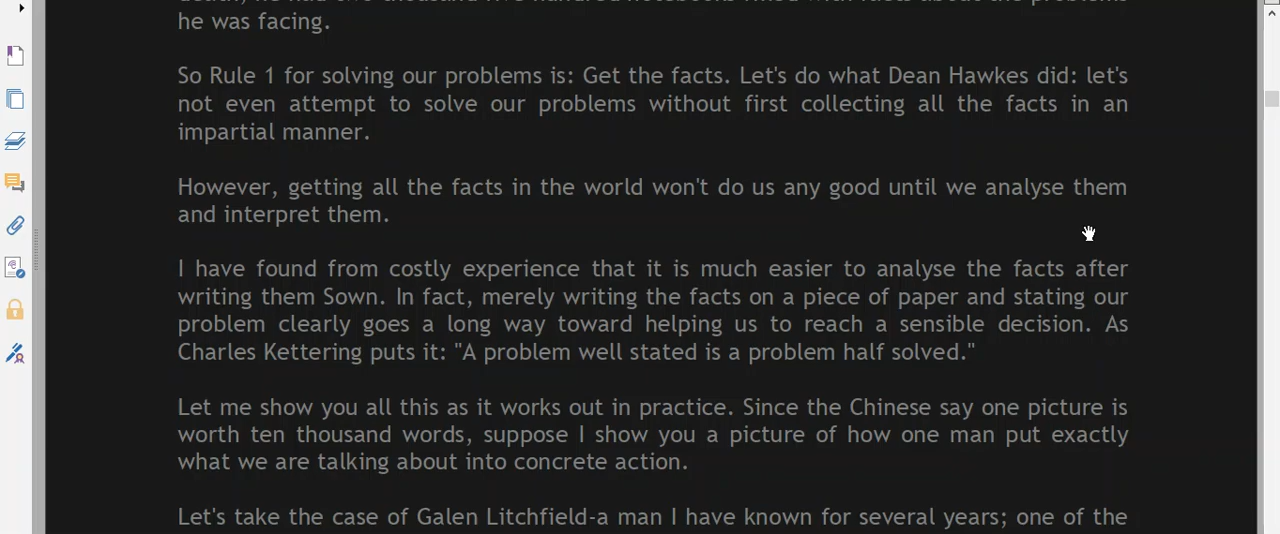 he was facing.
So Rule 1 for solving our problems is: Get the facts. Let's do what Dean Hawkes did: let's
not even attempt to solve our problems without first collecting all the facts in an
impartial manner.
However, getting all the facts in the world won't do us any good until we analyse them
and interpret them.
I have found from costly experience that it is much easier to analyse the facts after
writing them Sown. In fact, merely writing the facts on a piece of paper and stating our
problem clearly goes a long way toward helping us to reach a sensible decision. As
Charles Kettering puts it: "A problem well stated is a problem half solved."
Let me show you all this as it works out in practice. Since the Chinese say one picture is
worth ten thousand words, suppose I show you a picture of how one man put exactly
what we are talking about into concrete action.
Let's take the case of Galen Litchfield-a man I have known for several years; one of the